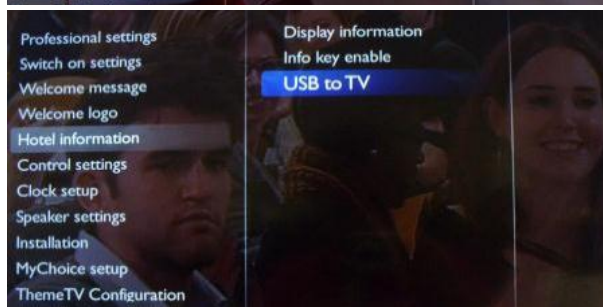 Professional settings
Switch on settings
Welcome message
Welcome logo
Hotel information
Control settings
Clock setup
Speaker settings
Installation
MyChoice setup
ThemeTV Configuration
Display information
Info key enable
USB to TV